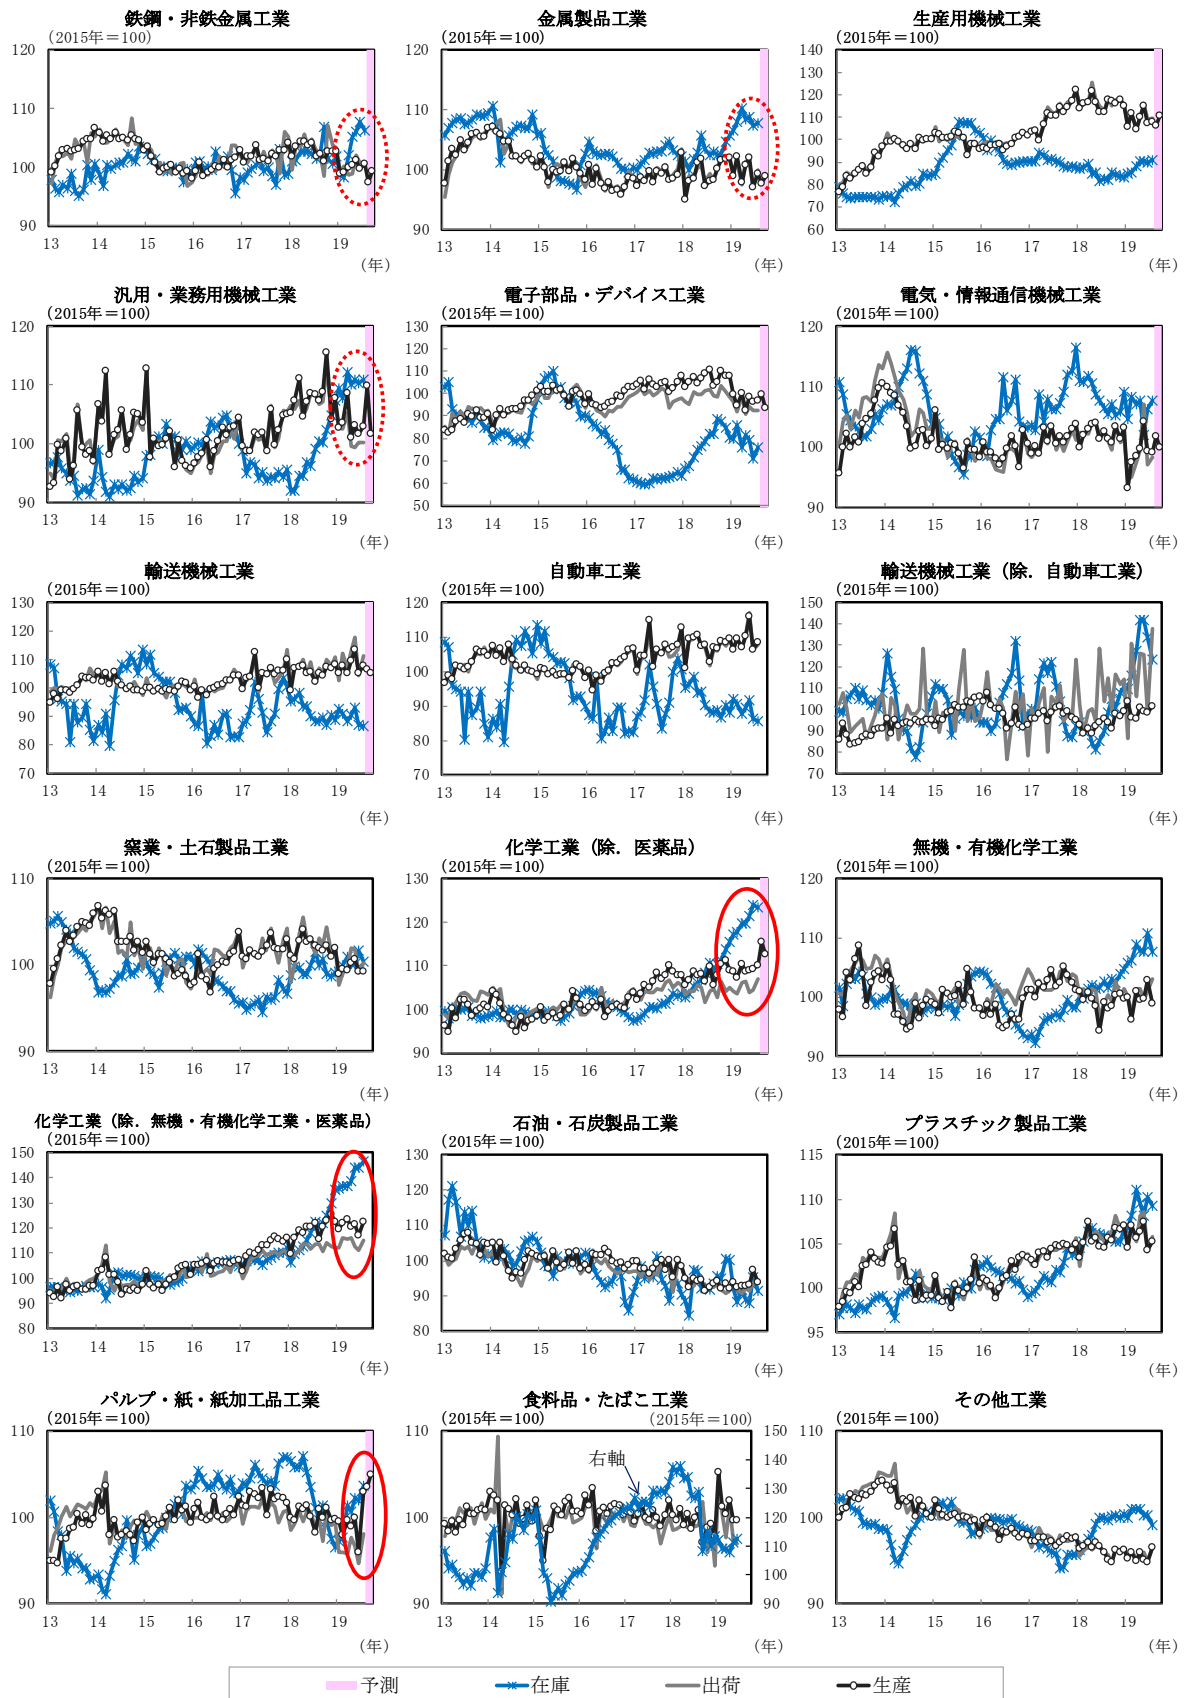 鉄鋼・非鉄金属工業
(2015年＝100)
120
110
100
90
13 14 15 16 17 18 19
(年)
金属製品工業
(2015年＝100)
120
110
100
90
13 14 15 16 17 18 19
(年)
生産用機械工業
(2015年＝100)
140
130
120
110
100
90
80
70
60
13 14 15 16 17 18 19
(年)
汎用・業務用機械工業
(2015年＝100)
120
110
100
90
13 14 15 16 17 18 19
(年)
電子部品・デバイス工業
(2015年＝100)
130
120
110
100
90
80
70
60
50
13 14 15 16 17 18 19
(年)
電気・情報通信機械工業
(2015年＝100)
120
110
100
90
13 14 15 16 17 18 19
(年)
輸送機械工業
(2015年＝100)
130
120
110
100
90
80
70
13 14 15 16 17 18 19
(年)
自動車工業
(2015年＝100)
120
110
100
90
80
70
13 14 15 16 17 18 19
(年)
輸送機械工業（除．自動車工業）
(2015年＝100)
150
140
130
120
110
100
90
80
70
13 14 15 16 17 18 19
(年)
窯業・土石製品工業
(2015年＝100)
110
100
90
13 14 15 16 17 18 19
(年)
化学工業（除．医薬品）
(2015年＝100)
130
120
110
100
90
13 14 15 16 17 18 19
(年)
無機・有機化学工業
(2015年＝100)
120
110
100
90
13 14 15 16 17 18 19
(年)
化学工業（除．無機・有機化学工業・医薬品）
(2015年＝100)
150
140
130
120
110
100
90
80
13 14 15 16 17 18 19
(年)
石油・石炭製品工業
(2015年＝100)
130
120
110
100
90
80
13 14 15 16 17 18 19
(年)
プラスチック製品工業
(2015年＝100)
115
110
105
100
95
13 14 15 16 17 18 19
(年)
パルプ・紙・紙加工品工業
(2015年＝100)
110
100
90
13 14 15 16 17 18 19
(年)
食料品・たばこ工業
(2015年＝100) (2015年＝100)
右軸
110
100
90
150
140
130
120
110
100
90
13 14 15 16 17 18 19
(年)
その他工業
(2015年＝100)
110
100
90
13 14 15 16 17 18 19
(年)
予測 在庫 出荷 生産